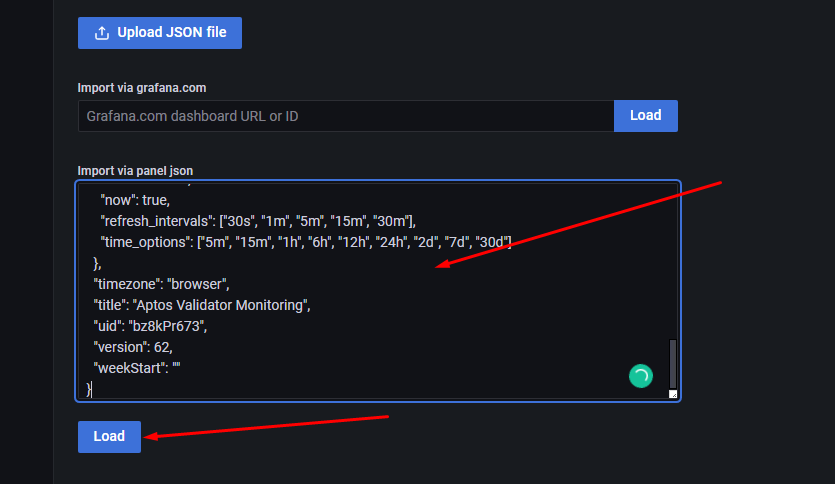 Upload JSON file
Import via grafana.com
Grafana.com dashboard URL or ID
Load
Import via panel json
"now": true,
"refresh_intervals": ["30s", "1m", "5m", "15m", "30m"],
"time_options": ["5m", "15m", "1h", "6h", "12h", "24h", "2d", "7d", "30d"]
},
"timezone": "browser",
"title": "Aptos Validator Monitoring",
"uid": "bz8kPr673",
"version": 62,
"weekStart": ""
}
Load